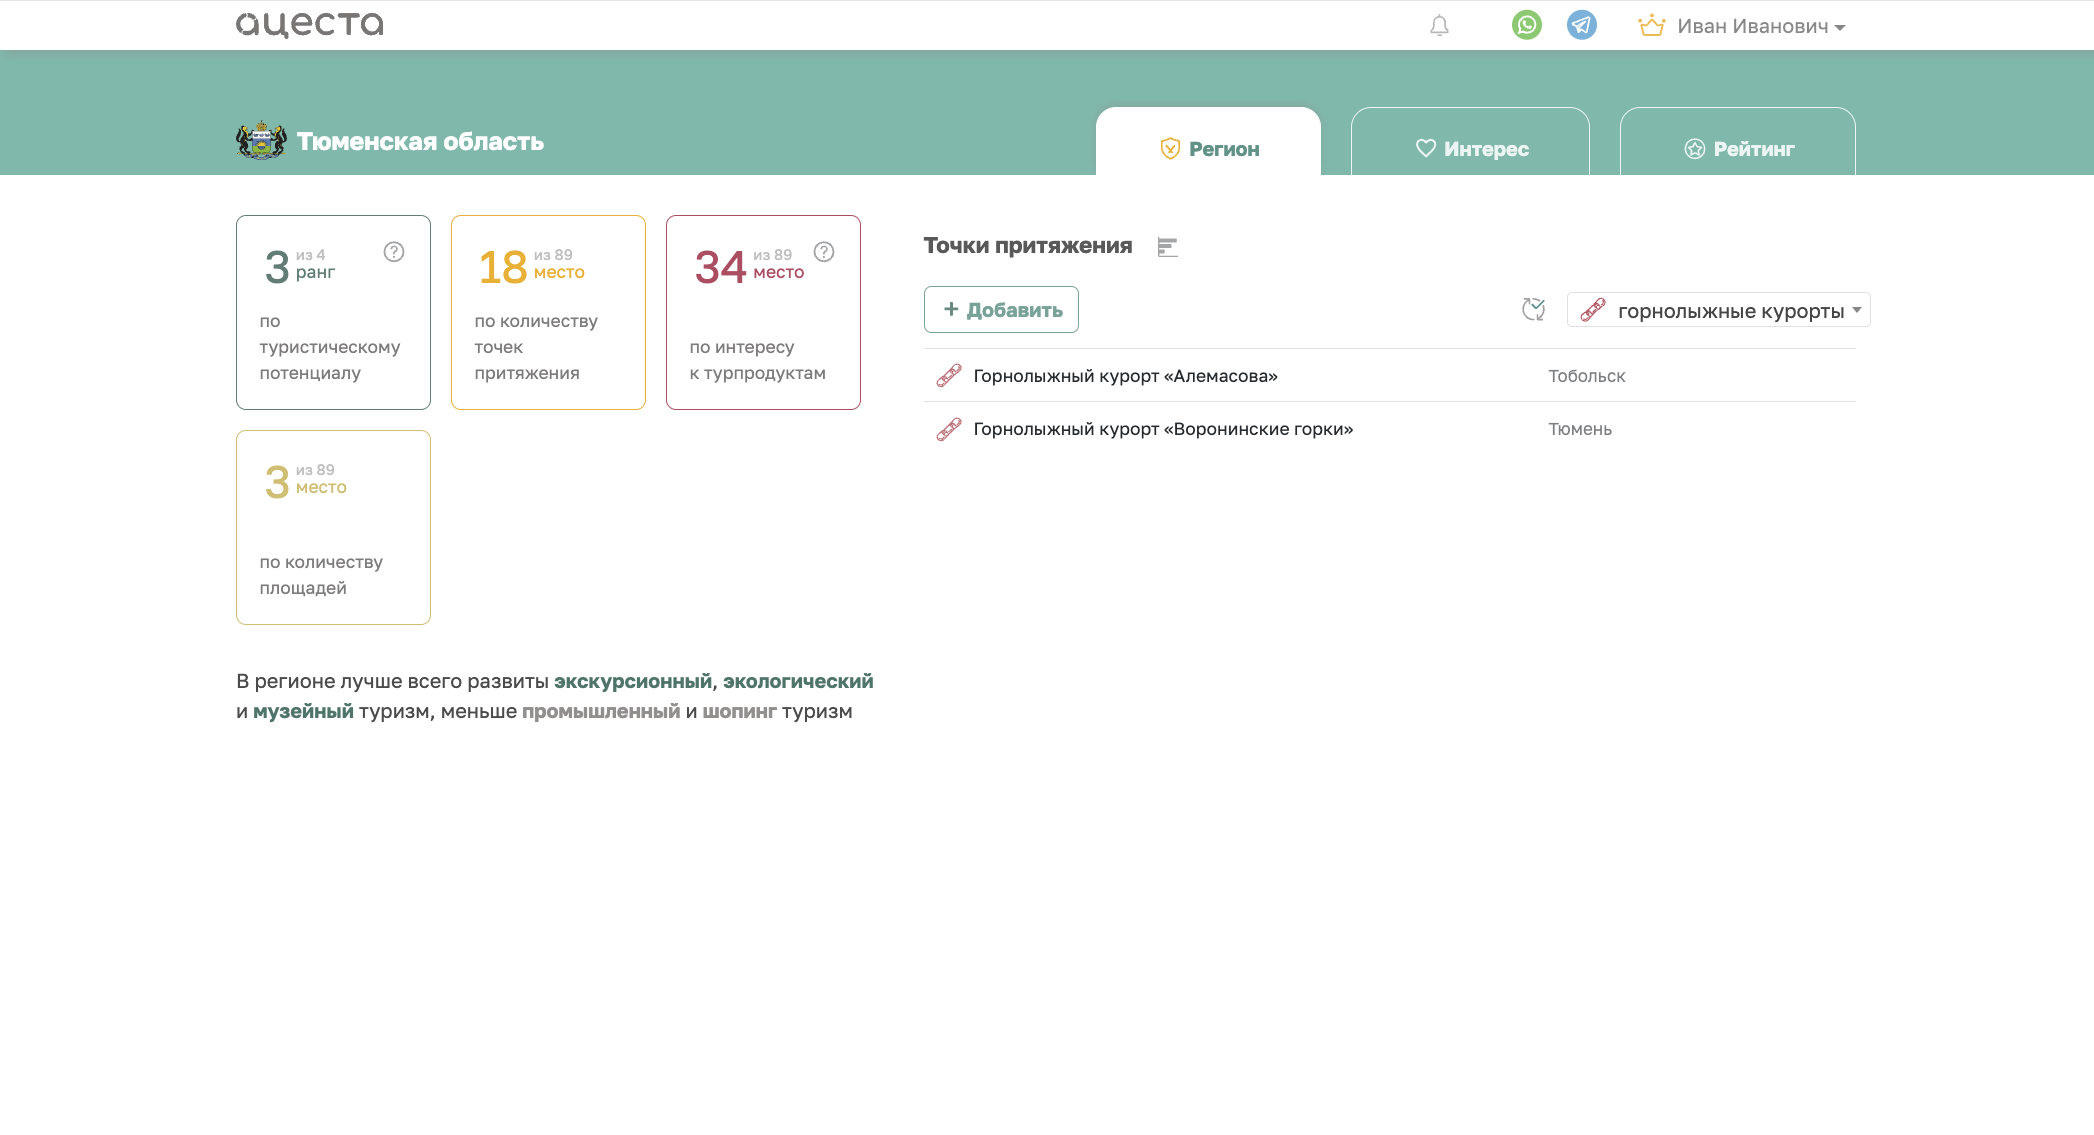 ацеста
Иван Иванович
Тюменская область
Регион
Интерес
Рейтинг
3 из 4 ранг
по
туристическому
потенциалу
18 из 89 место
по количеству
точек
притяжения
34 из 89 место
по интересу
к турпродуктам
3 из 89 место
по количеству
площадей
В регионе лучше всего развиты экскурсионный, экологический
и музейный туризм, меньше промышленный и шопинг туризм
Точки притяжения
+ Добавить
горнолыжные курорты
Горнолыжный курорт «Алемасова» Тобольск
Горнолыжный курорт «Воронинские горки» Тюмень